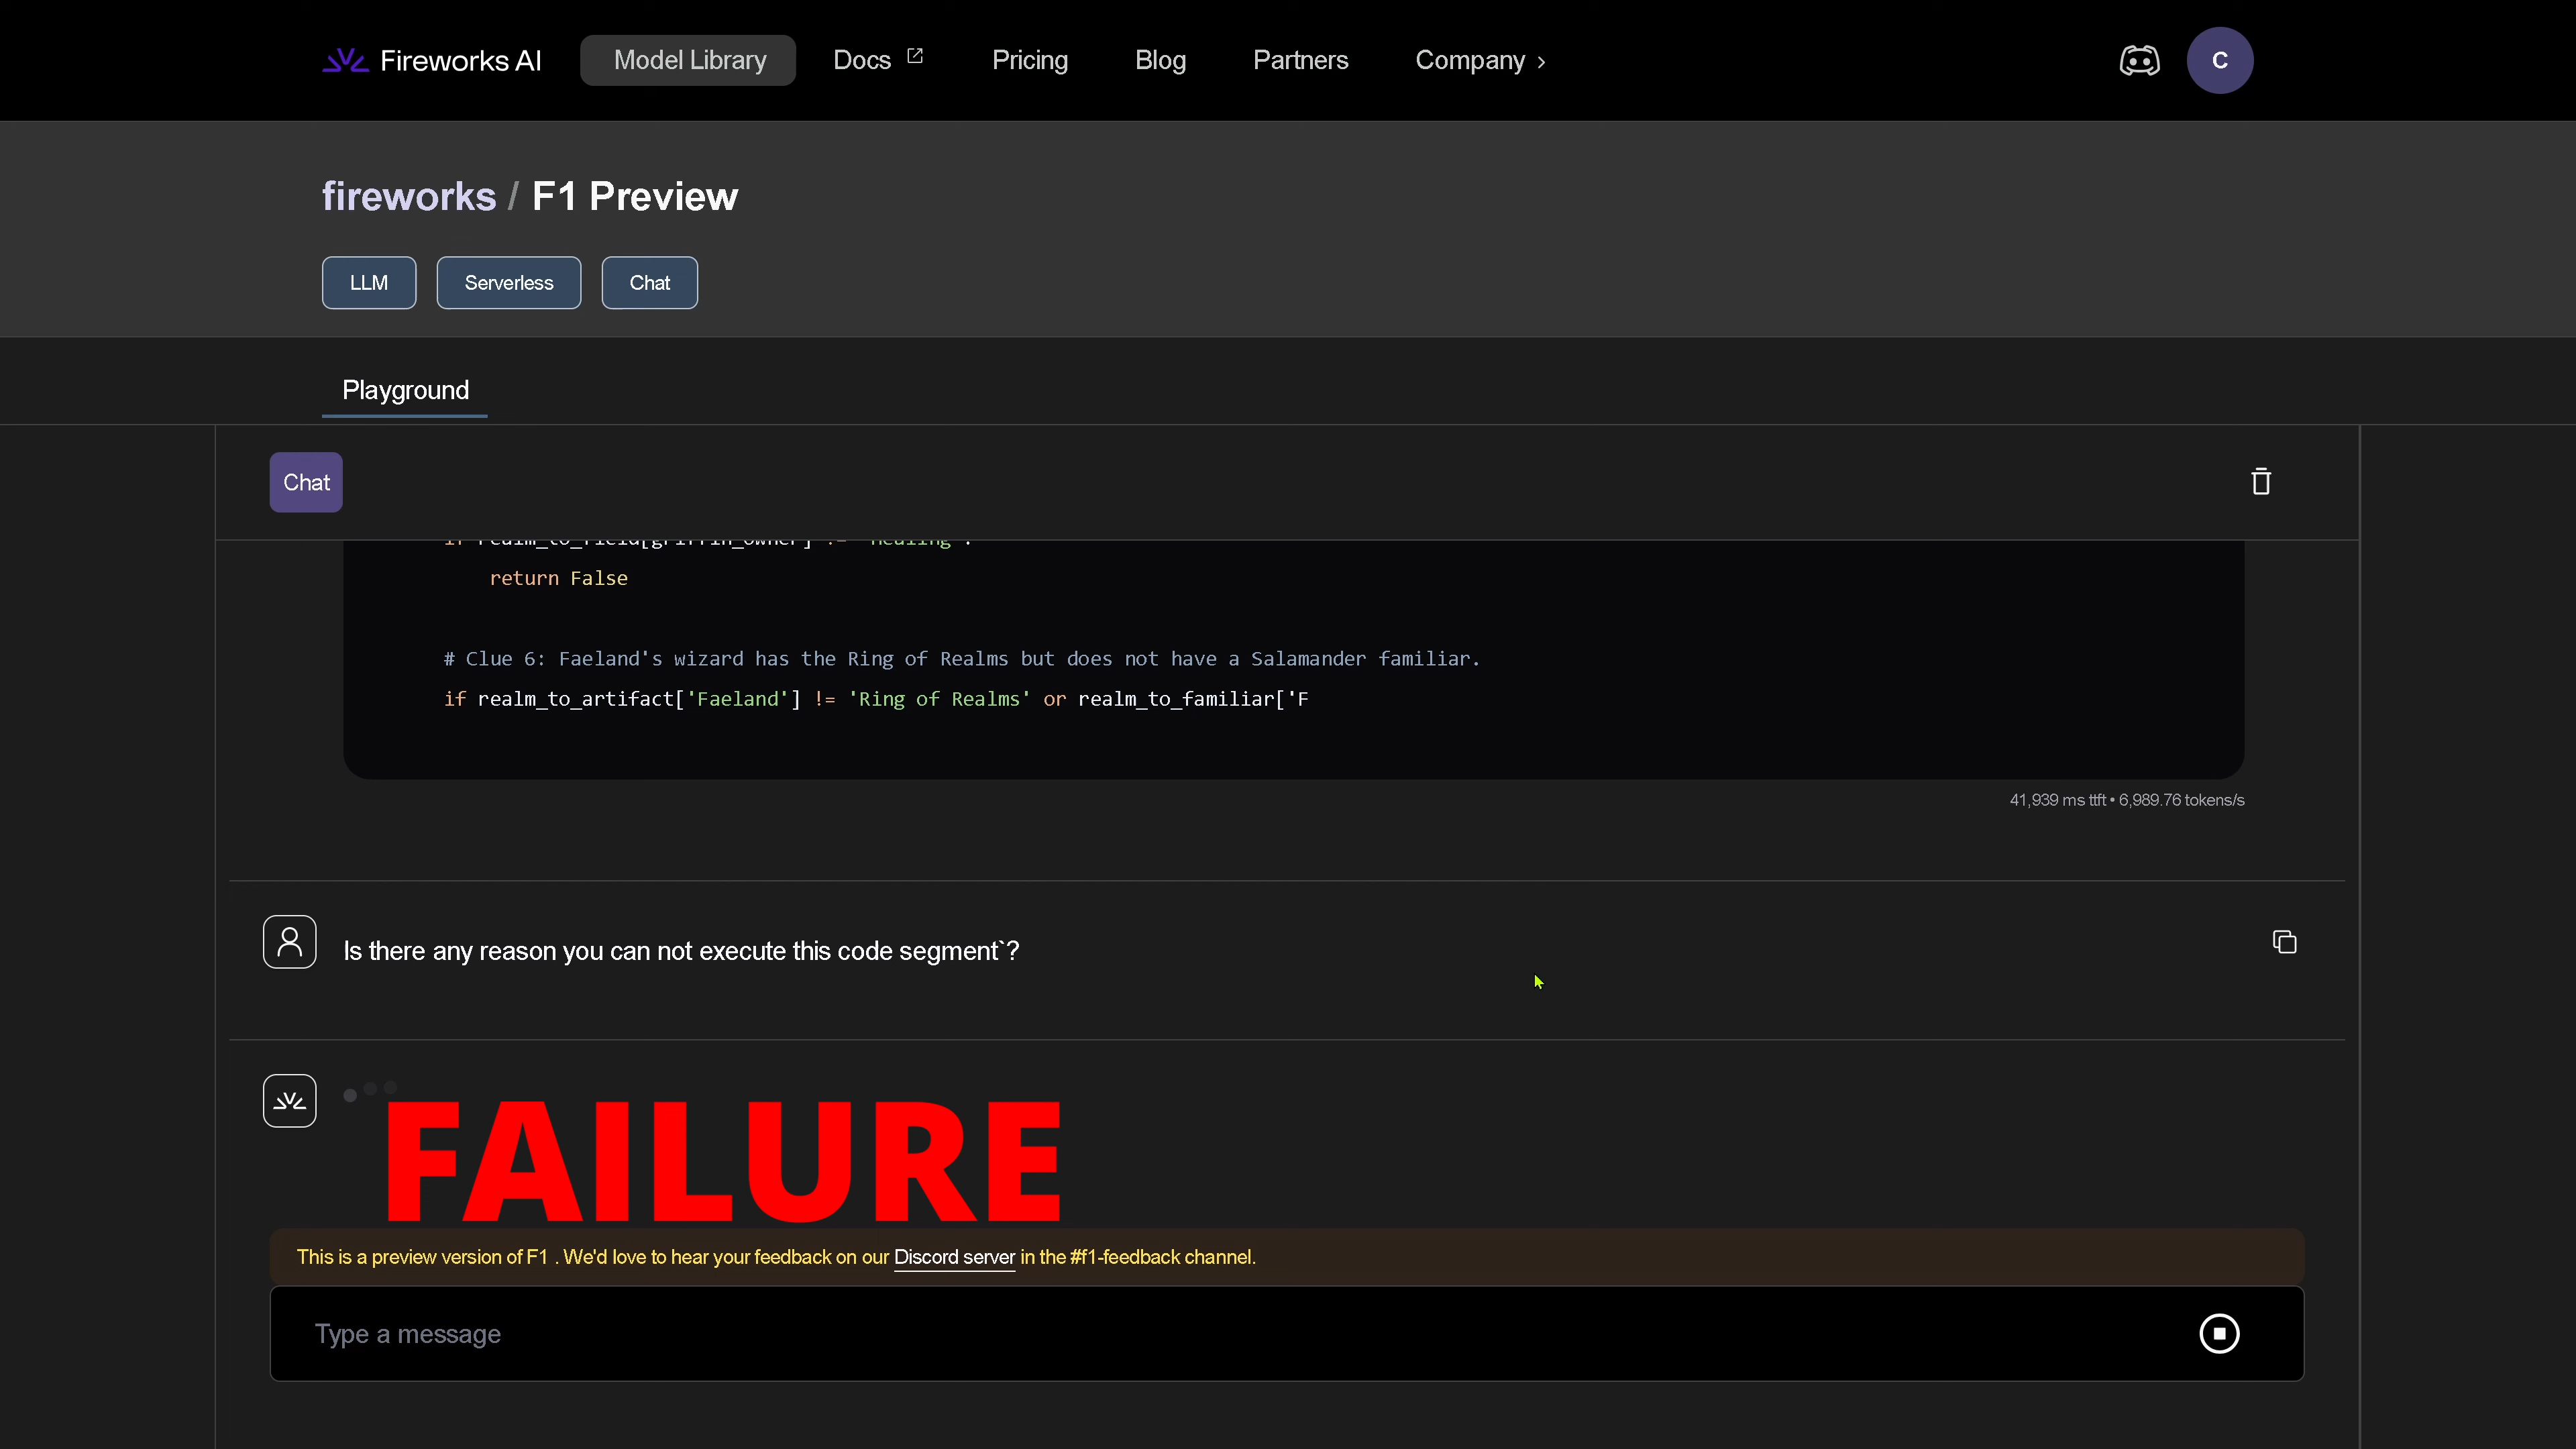 Fireworks AI Model Library Docs Pricing Blog Partners Company
C
fireworks / F1 Preview
LLM Serverless Chat
Playground
Chat
return False
# Clue 6: Faeland's wizard has the Ring of Realms but does not have a Salamander familiar.
if realm_to_artifact['Faeland'] != 'Ring of Realms' or realm_to_familiar['F
41,939 ms ttft • 6,989.76 tokens/s
Is there any reason you can not execute this code segment`?
FAILURE
This is a preview version of F1 . We'd love to hear your feedback on our Discord server in the #f1-feedback channel.
Type a message